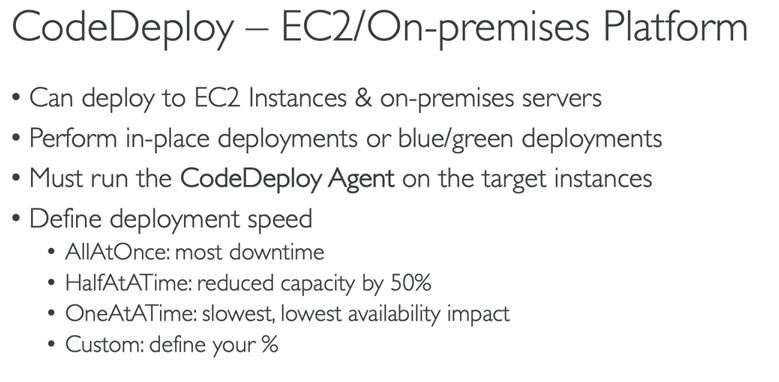 CodeDeploy – EC2/On-premises Platform
• Can deploy to EC2 Instances & on-premises servers
• Perform in-place deployments or blue/green deployments
• Must run the CodeDeploy Agent on the target instances
• Define deployment speed
• AllAtOnce: most downtime
• HalfAtATime: reduced capacity by 50%
• OneAtATime: slowest, lowest availability impact
• Custom: define your %